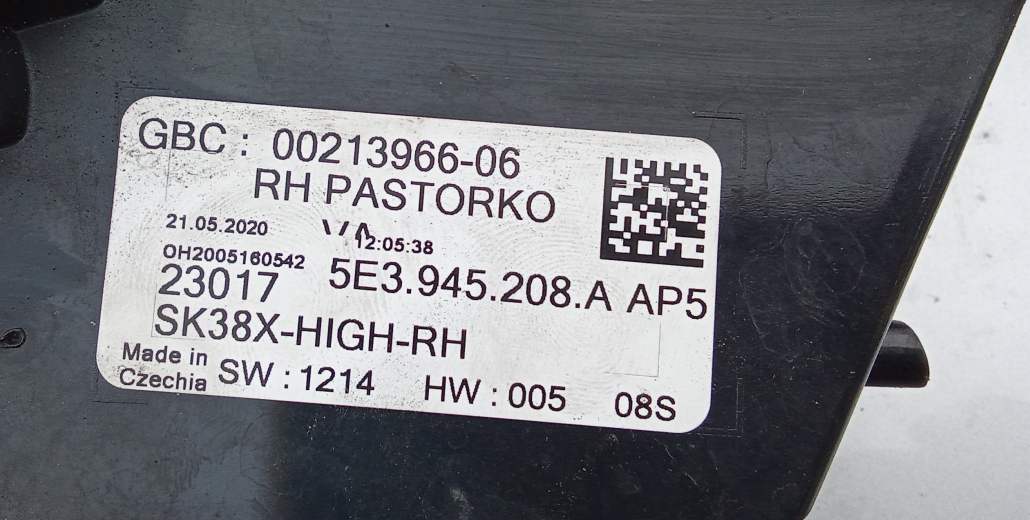 GBC : 00213966-06
RH PASTORKO
21.05.2020 12:05:38
OH2005160542
23017 5E3.945.208.A AP5
SK38X-HIGH-RH
Made in
Czechia SW : 1214 HW : 005 08S